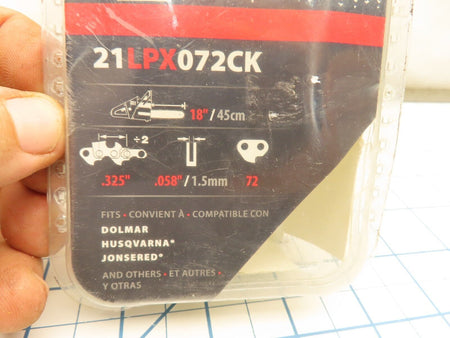 21LPX072CK
18"/45cm
÷2
.325" .058"/1.5mm 72
FITS • CONVIENT À • COMPATIBLE CON
DOLMAR
HUSQVARNA*
JONSERED*
AND OTHERS • ET AUTRES •
Y OTRAS